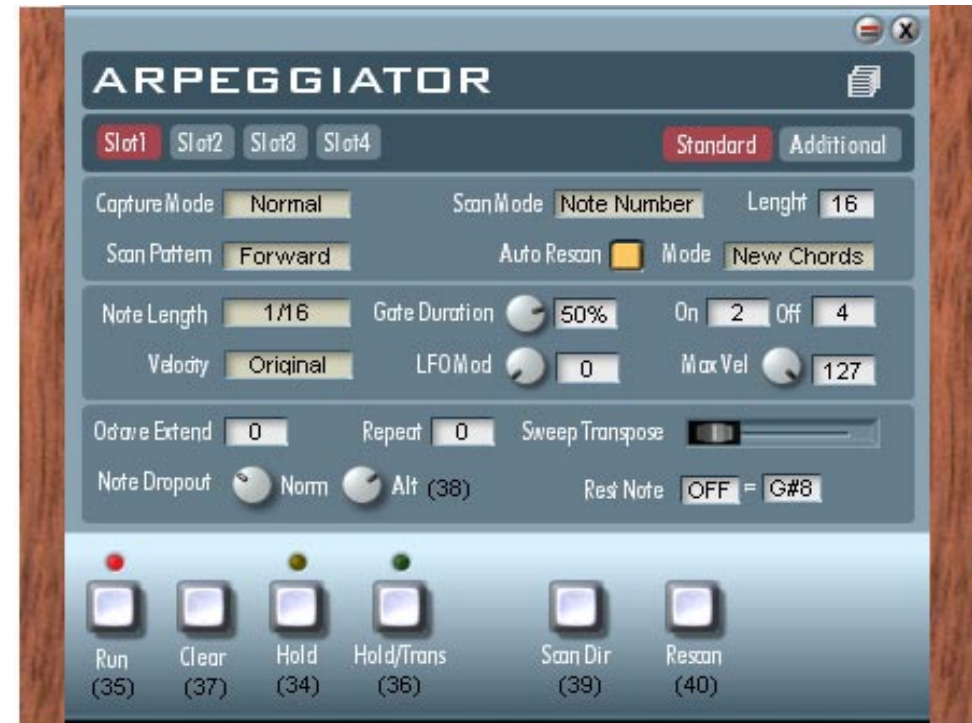 X
ARPEGGIATOR
Slot1 Slot2 Slot3 Slot4 Standard Additional
Capture Mode Normal Scan Mode Note Number Lenght 16
Scan Pattern Forward Auto Rescan Mode New Chords
Note Length 1/16 Gate Duration 50% On 2 Off 4
Velocity Original LFO Mod 0 Max Vel 127
Octave Extend 0 Repeat 0 Sweep Transpose
Note Dropout Norm Alt (38) Rest Note OFF = G#8
Run Clear Hold Hold/Trans Scan Dir Rescan
(35) (37) (34) (36) (39) (40)